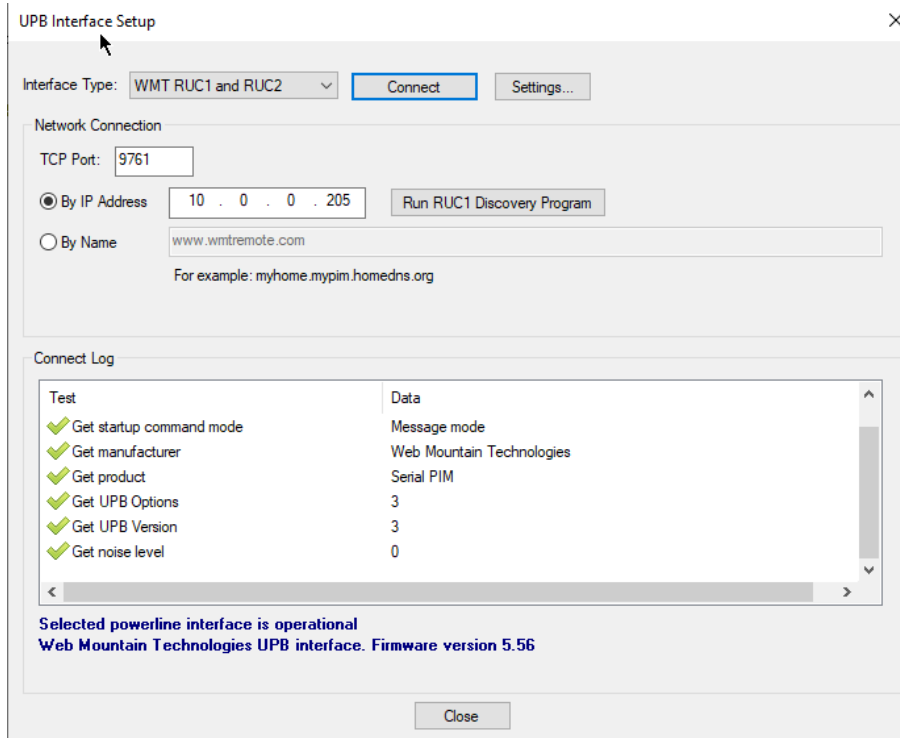 UPB Interface Setup
Interface Type: WMT RUC1 and RUC2 Connect Settings...
Network Connection
TCP Port: 9761
By IP Address 10 . 0 . 0 . 205 Run RUC1 Discovery Program
By Name www.wmtremote.com
For example: myhome.mypim.homedns.org
Connect Log
Test Data
Get startup command mode Message mode
Get manufacturer Web Mountain Technologies
Get product Serial PIM
Get UPB Options 3
Get UPB Version 3
Get noise level 0
Selected powerline interface is operational
Web Mountain Technologies UPB interface. Firmware version 5.56
Close